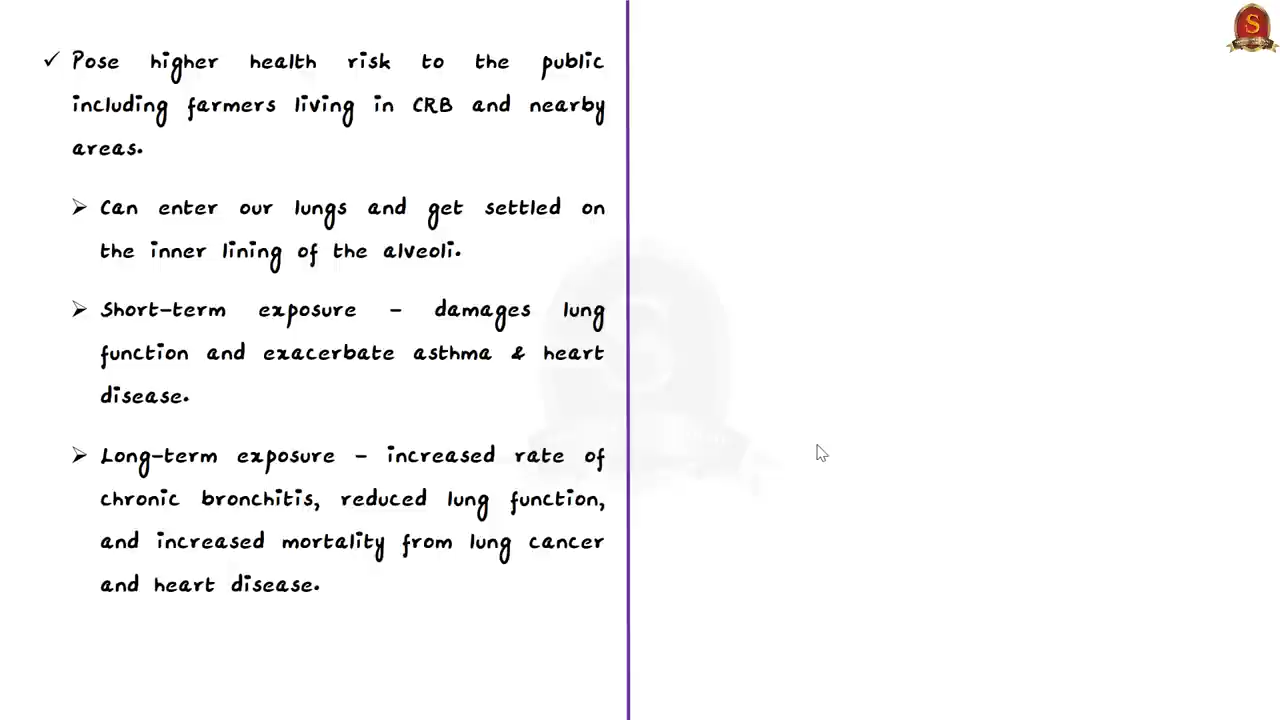 ✓ Pose higher health risk to the public
including farmers living in CRB and nearby
areas.
➢ Can enter our lungs and get settled on
the inner lining of the alveoli.
➢ Short-term exposure - damages lung
function and exacerbate asthma & heart
disease.
➢ Long-term exposure - increased rate of
chronic bronchitis, reduced lung function,
and increased mortality from lung cancer
and heart disease.
S